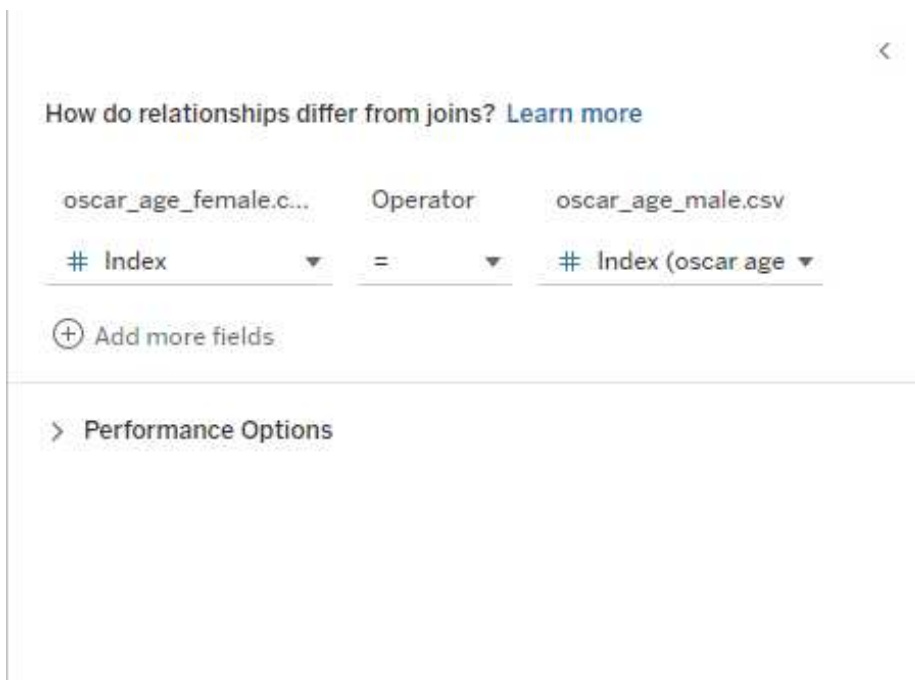 How do relationships differ from joins? Learn more
oscar_age_female.c... Operator oscar_age_male.csv
# Index = # Index (oscar age
Add more fields
Performance Options